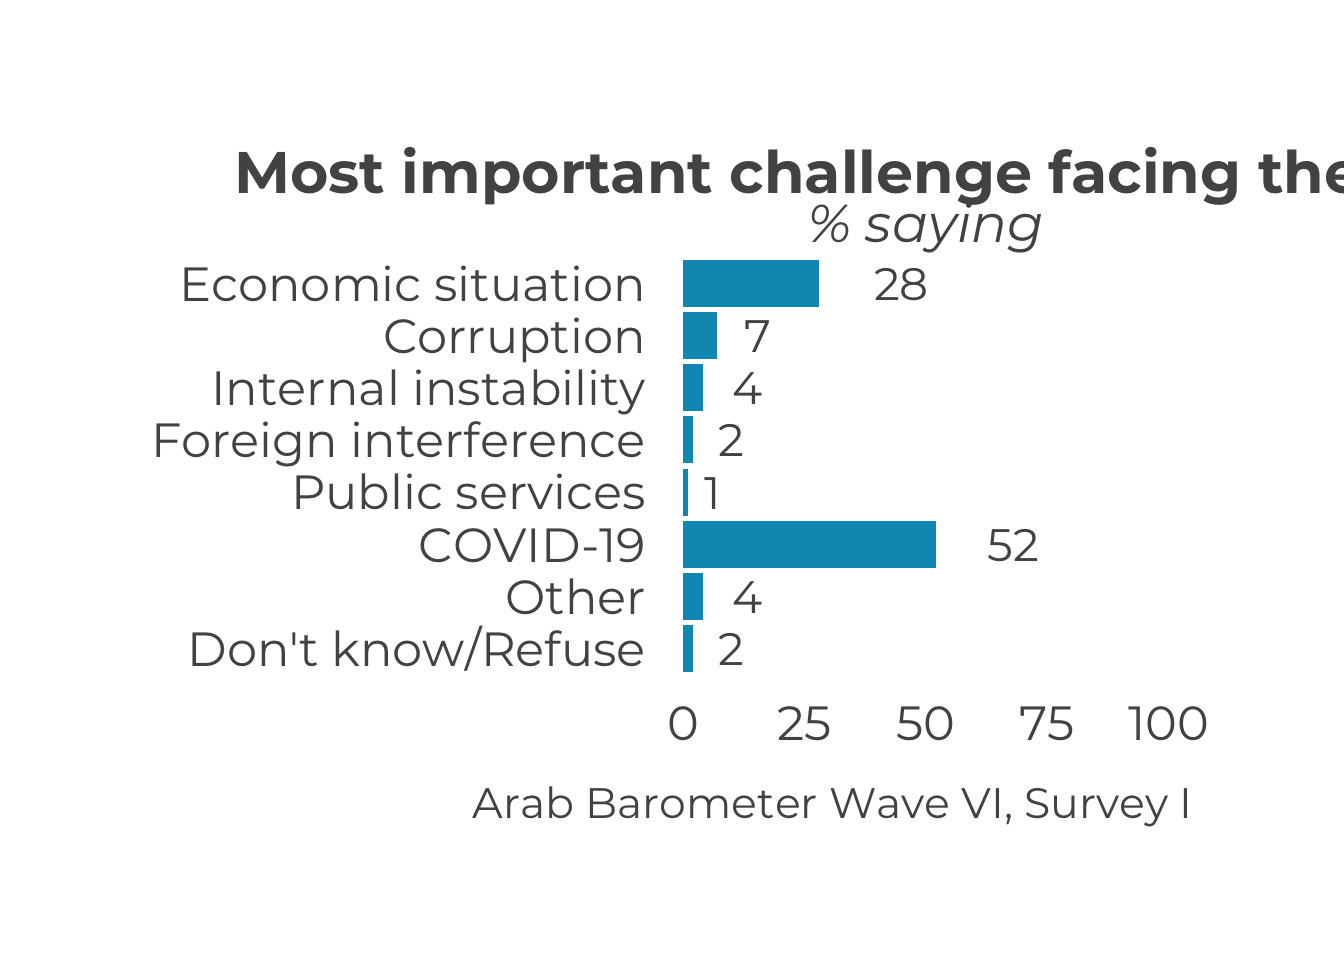 Most important challenge facing the
% saying
Economic situation 28
Corruption 7
Internal instability 4
Foreign interference 2
Public services 1
COVID-19 52
Other 4
Don't know/Refuse 2
0 25 50 75 100
Arab Barometer Wave VI, Survey I